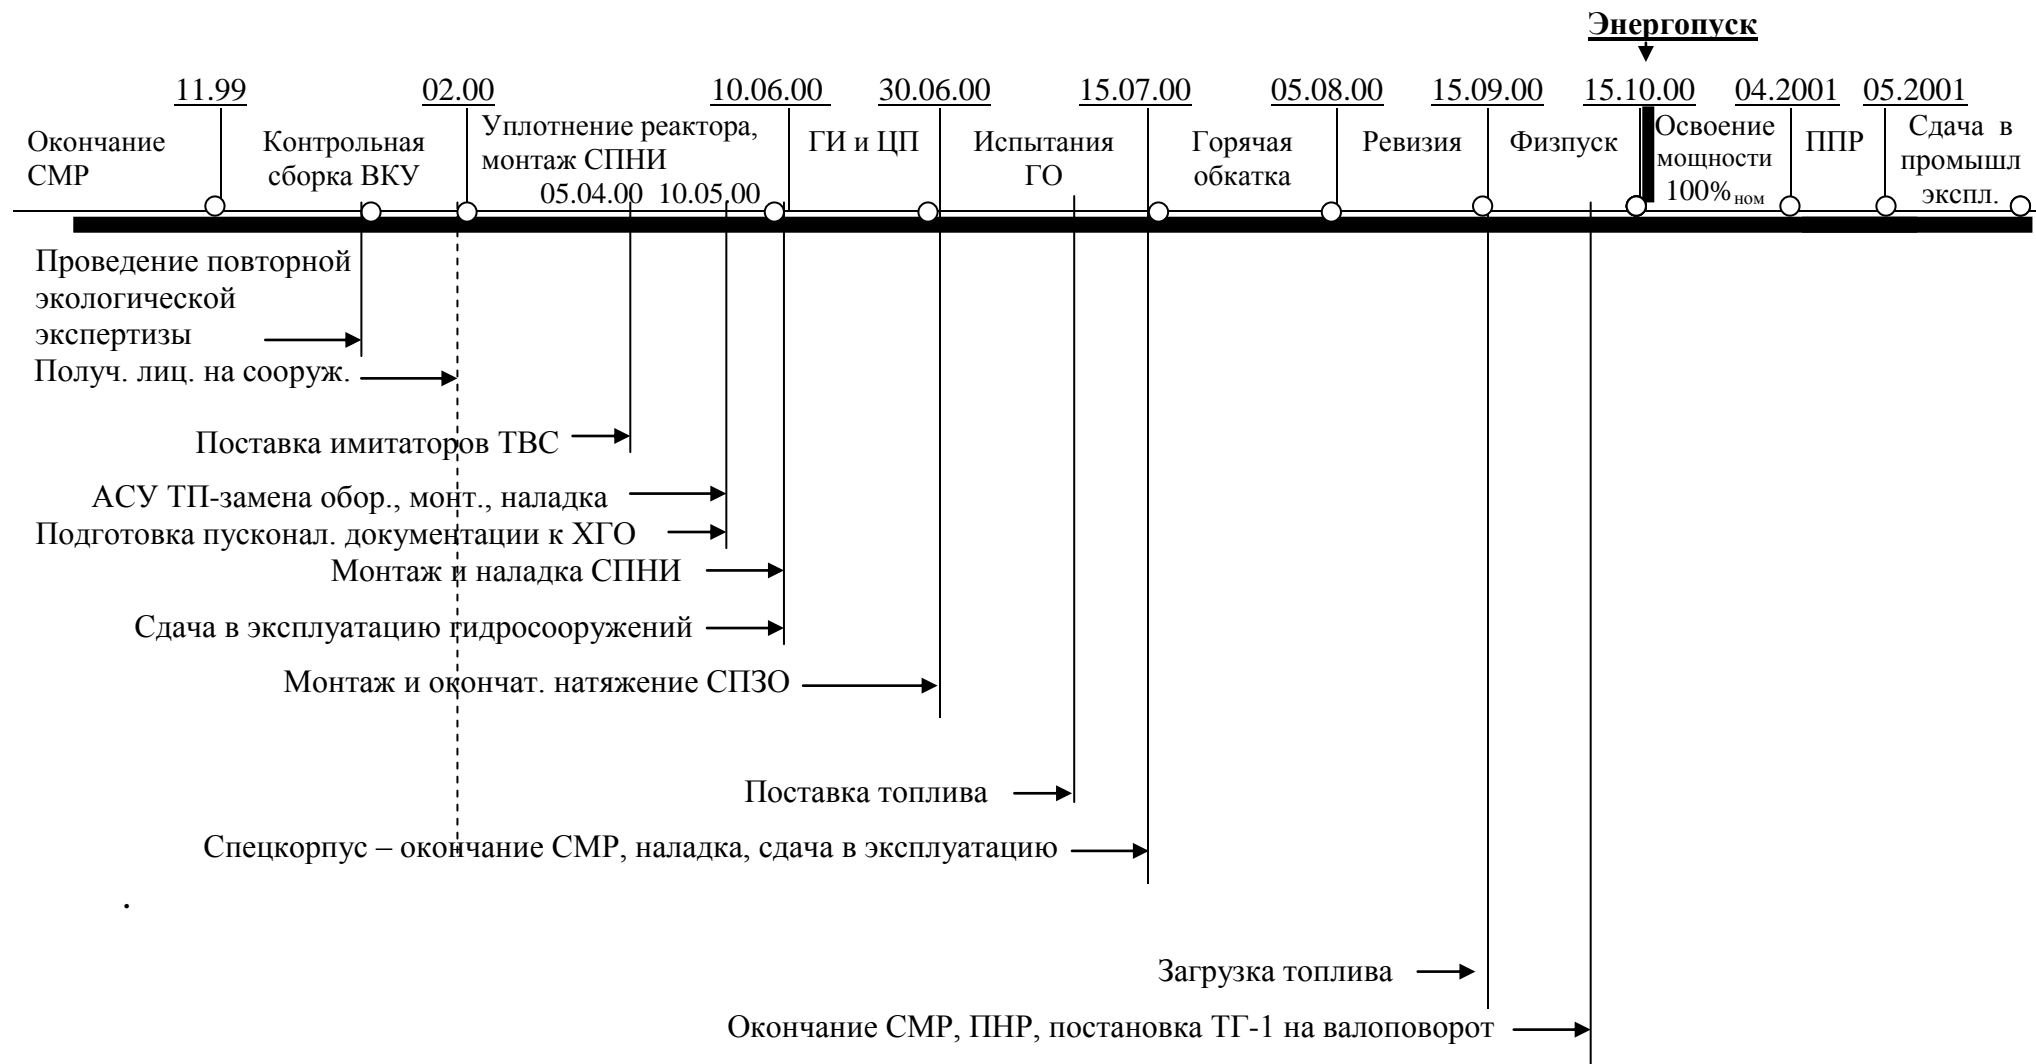 Энергопуск
11.99
02.00
10.06.00
30.06.00
15.07.00
05.08.00
15.09.00
15.10.00
04.2001
05.2001
Окончание
СМР
Контрольная
сборка ВКУ
Уплотнение реактора,
монтаж СПНИ
05.04.00 10.05.00
ГИ и ЦП
Испытания
ГО
Горячая
обкатка
Ревизия
Физпуск
Освоение
мощности
100% ном
ППР
Сдача в
промышл
экспл.
Проведение повторной
экологической
экспертизы
Получ. лиц. на сооруж.
Поставка имитаторов ТВС
АСУ ТП-замена обор., монт., наладка
Подготовка пусконал. документации к ХГО
Монтаж и наладка СПНИ
Сдача в эксплуатацию гидросооружений
Монтаж и окончат. натяжение СПЗО
Поставка топлива
Спецкорпус – окончание СМР, наладка, сдача в эксплуатацию
.
Загрузка топлива
Окончание СМР, ПНР, постановка ТГ-1 на валоповорот